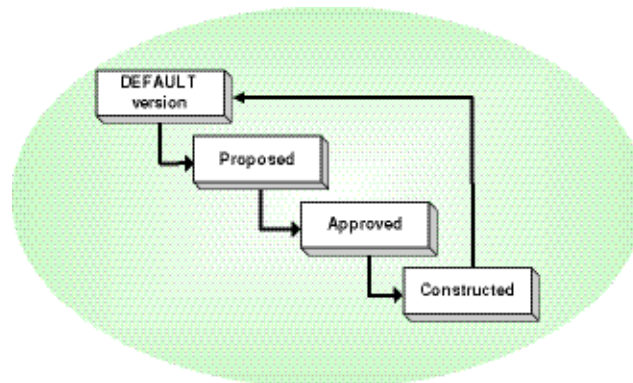 DEFAULT
version
Proposed
Approved
Constructed